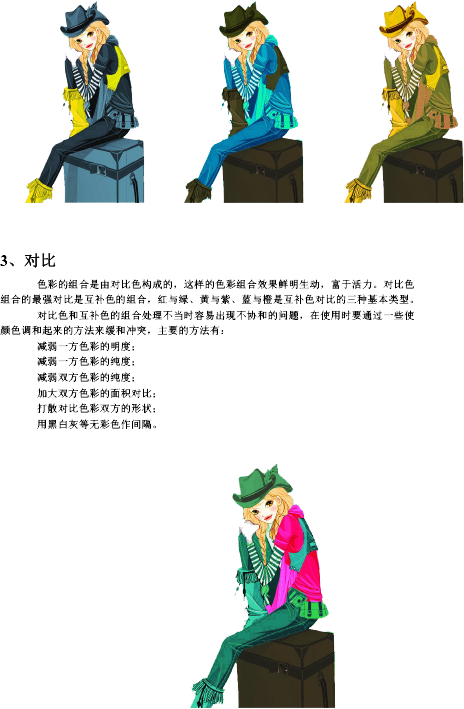 3、对比
色彩的组合是由对比色构成的，这样的色彩组合效果鲜明生动，富于活力。对比色
组合的最强对比是互补色的组合，红与绿、黄与紫、蓝与橙是互补色对比的三种基本类型。
对比色和互补色的组合处理不当时容易出现不协和的问题，在使用时要通过一些使
颜色调和起来的方法来缓和冲突，主要的方法有：
减弱一方色彩的明度；
减弱一方色彩的纯度；
减弱双方色彩的纯度；
加大双方色彩的面积对比；
打散对比色彩双方的形状；
用黑白灰等无彩色作间隔。